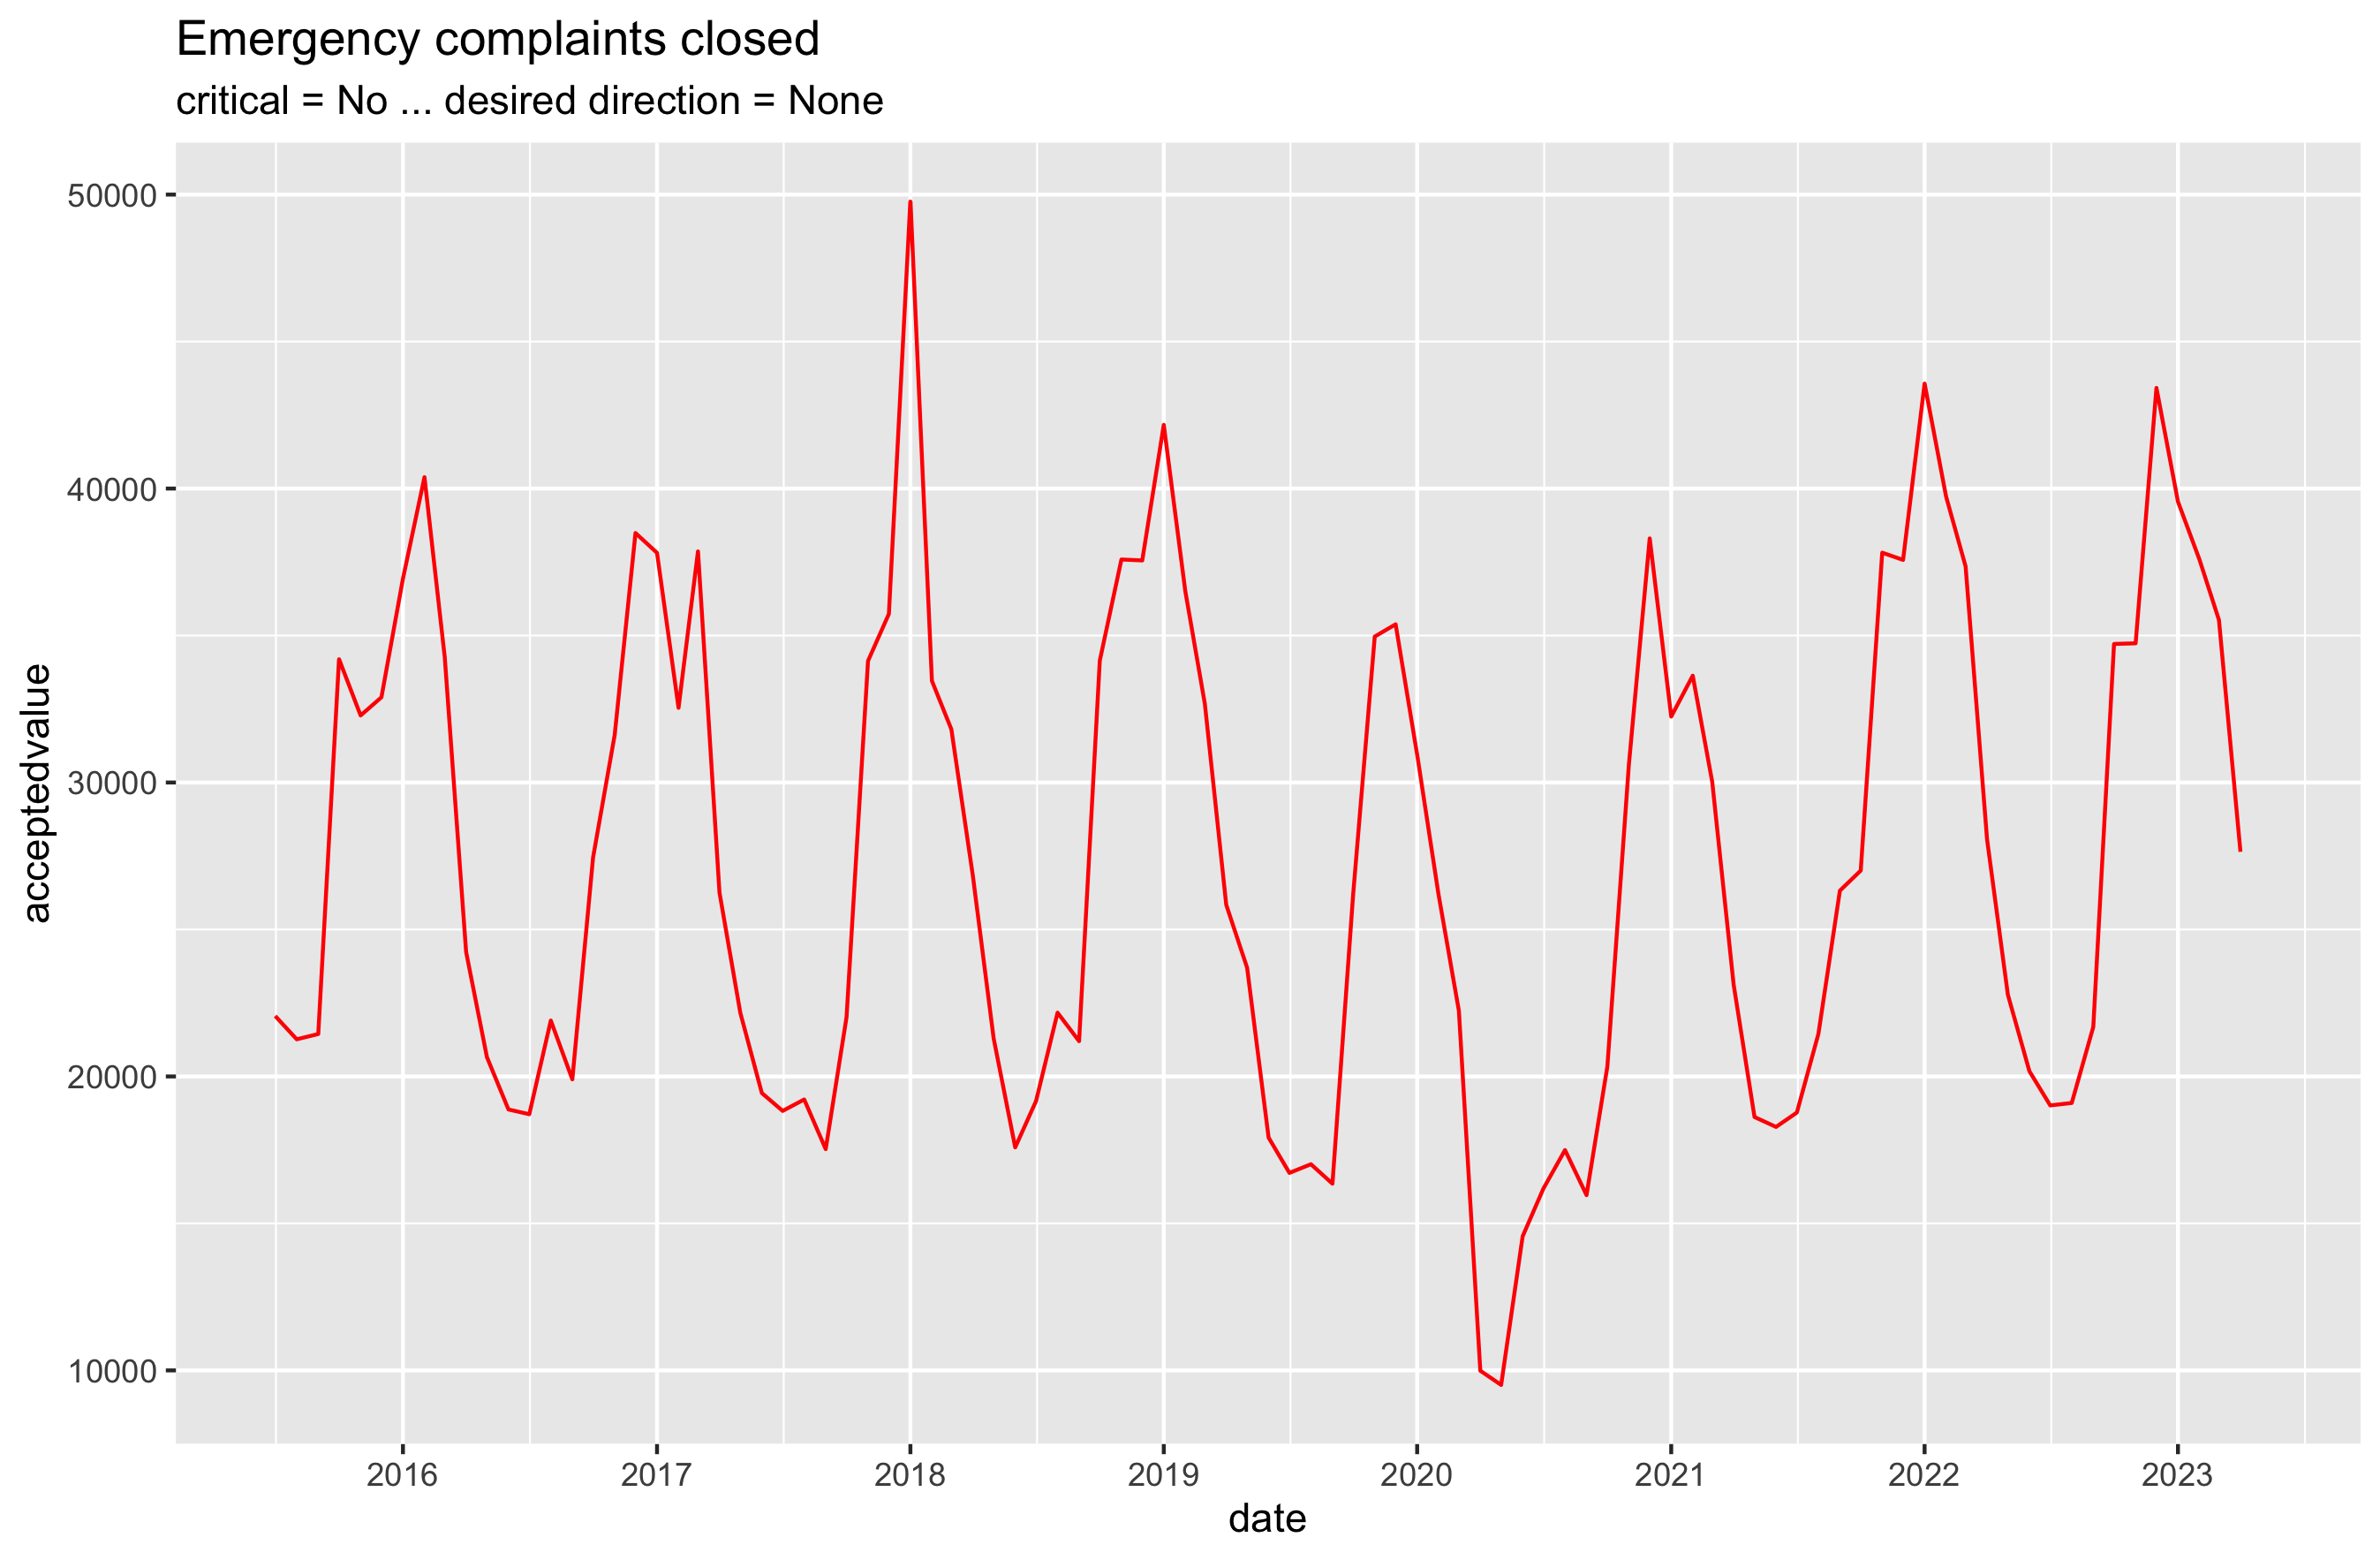 Emergency complaints closed
critical = No ... desired direction = None
50000
40000
30000
20000
10000
acceptedvalue
2016 2017 2018 2019 2020 2021 2022 2023
date